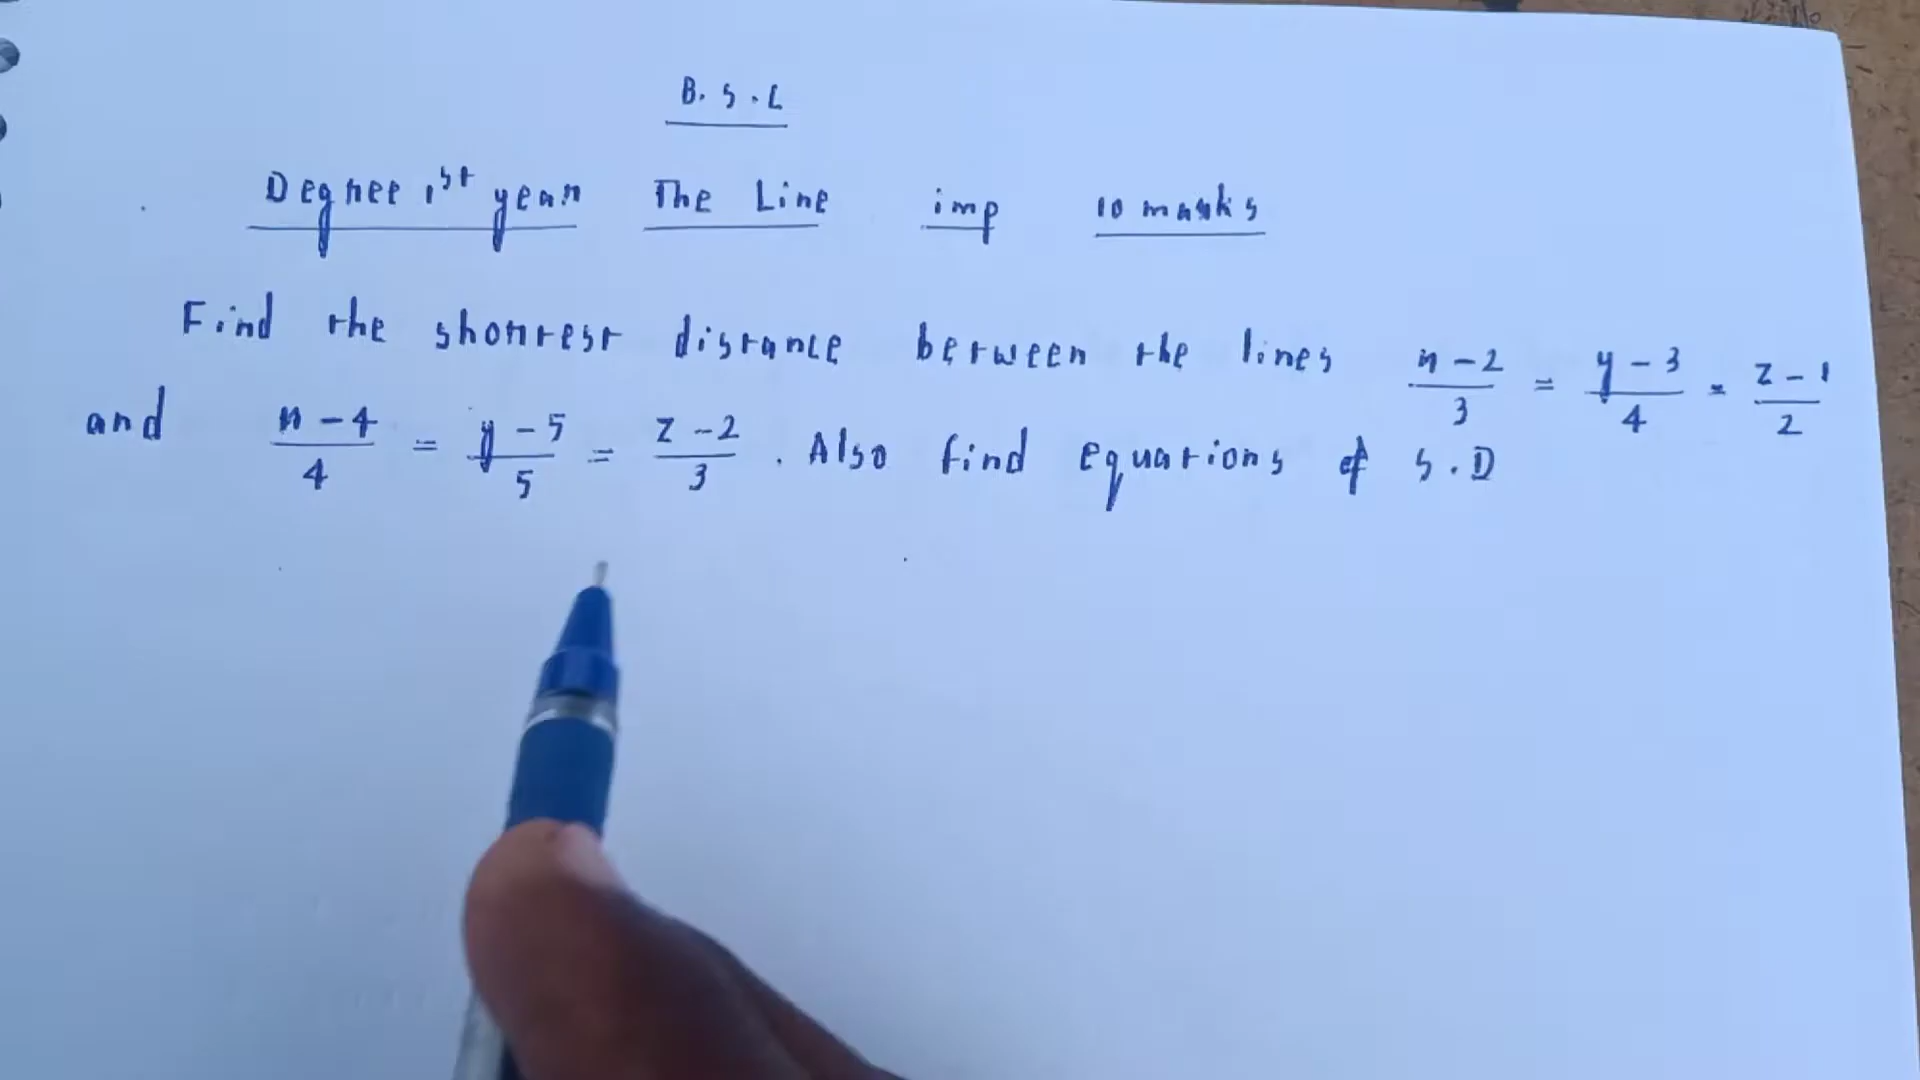 B.S.C
Degree 1st year The Line imp 10 marks
Find the shortest distance between the lines x-2/3 = y-3/4 = z-1/2
and x-4/4 = y-5/5 = z-2/3 . Also find equations of S.D